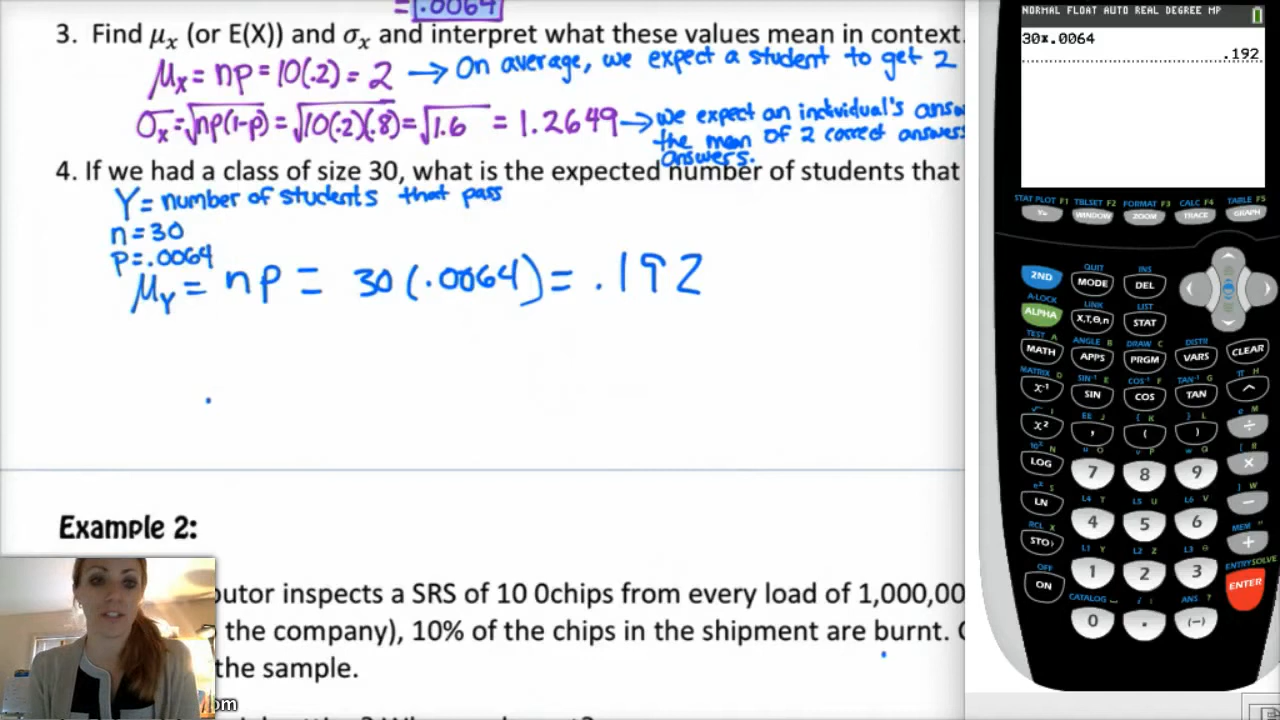 = .0064
3. Find μx (or E(X)) and σx and interpret what these values mean in context.
μx = np = 10(.2) = 2 → On average, we expect a student to get 2
σx = √np(1-p) = √10(.2)(.8) = √1.6 = 1.2649 → we expect an individual's answ
the mean of 2 correct answers
answers.
4. If we had a class of size 30, what is the expected number of students that
Y = number of students that pass
n = 30
p = .0064
μY = np = 30(.0064) = .192
Example 2:
butor inspects a SRS of 10 0chips from every load of 1,000,00
the company), 10% of the chips in the shipment are burnt.
the sample.
om
NORMAL FLOAT AUTO REAL DEGREE MP
30*.0064
.192
STAT PLOT F1 TBLSET F2 FORMAT F3 CALC F4 TABLE F5
Y= WINDOW ZOOM TRACE GRAPH
QUIT INS
2ND MODE DEL
A-LOCK LINK LIST
ALPHA X,T,θ,n STAT
TEST A ANGLE B DRAW C DISTR
MATH APPS PRGM VARS CLEAR
MATRIX D SIN⁻¹ E COS⁻¹ F TAN⁻¹ G π H
x⁻¹ SIN COS TAN ^
√ I EE J { K } L e M
x² , ( ) ÷
10ˣ N u O v P w Q [ R
LOG 7 8 9 ×
eˣ S L4 T L5 U L6 V ] W
LN 4 5 6 −
RCL X L1 Y L2 Z L3 θ MEM "
STO› 1 2 3 +
OFF CATALOG i : ANS ? ENTRY SOLVE
ON 0 . (−) ENTER